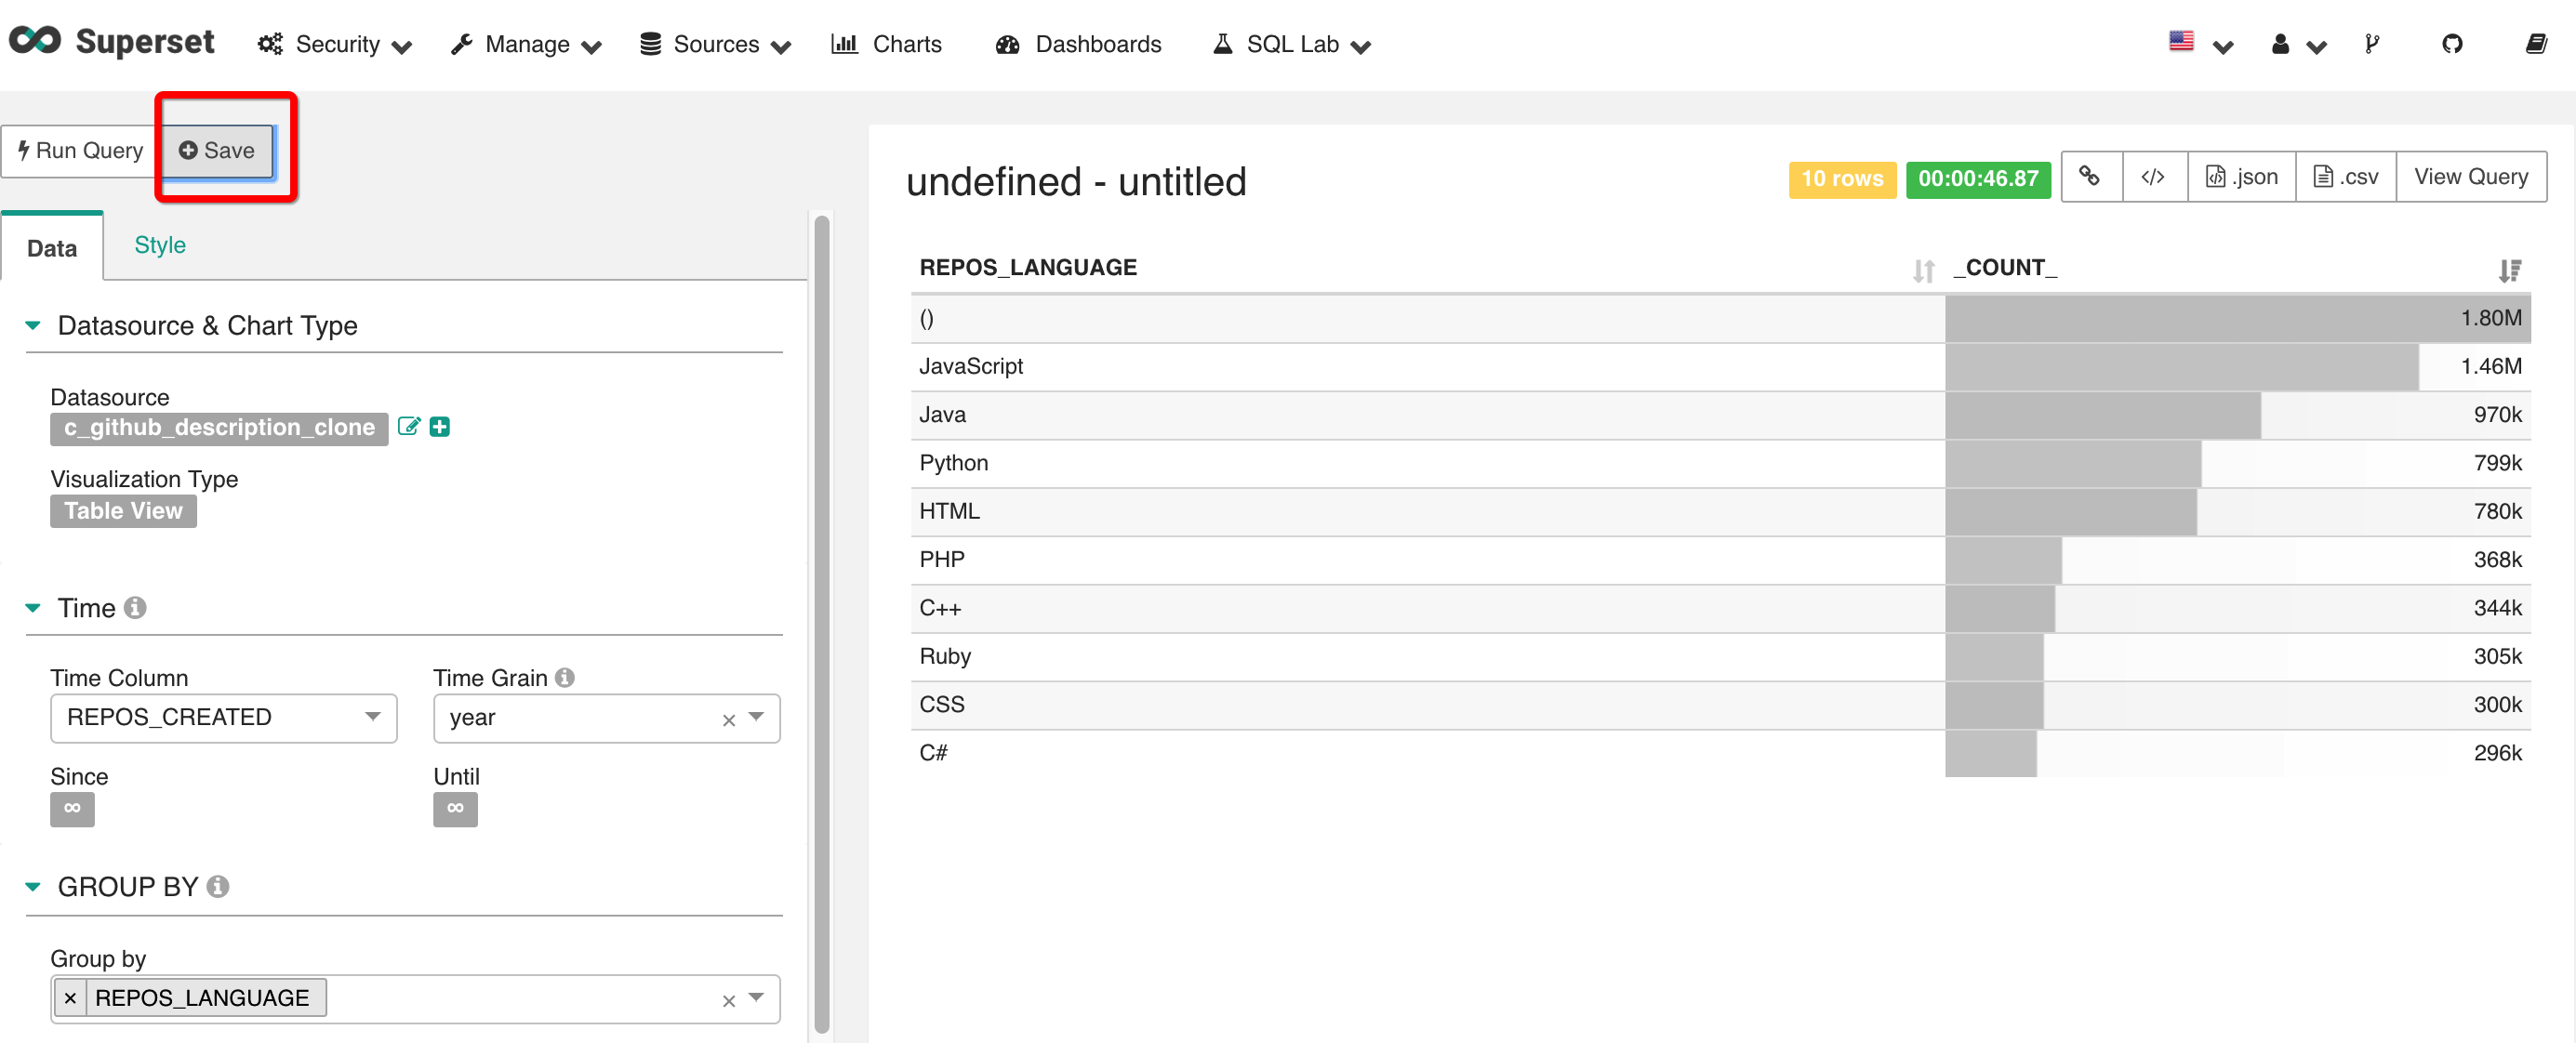 Superset Security Manage Sources Charts Dashboards SQL Lab
Run Query Save
Data Style
Datasource & Chart Type
Datasource
c_github_description_clone
Visualization Type
Table View
Time
Time Column Time Grain
REPOS_CREATED year
Since Until
∞ ∞
GROUP BY
Group by
× REPOS_LANGUAGE
undefined - untitled
10 rows 00:00:46.87 </> .json .csv View Query
REPOS_LANGUAGE _COUNT_
() 1.80M
JavaScript 1.46M
Java 970k
Python 799k
HTML 780k
PHP 368k
C++ 344k
Ruby 305k
CSS 300k
C# 296k